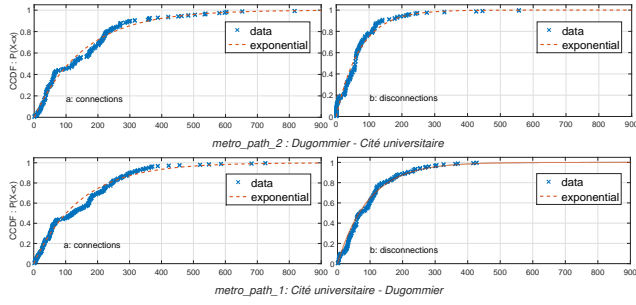 CCDF : P(X<x)
1
0.8
0.6
0.4
0.2
0
data
exponential
a: connections
0 100 200 300 400 500 600 700 800 900
1
0.8
0.6
0.4
0.2
0
data
exponential
b: disconnections
0 100 200 300 400 500 600 700 800 900
metro_path_2 : Dugommier - Cité universitaire
CCDF : P(X<x)
1
0.8
0.6
0.4
0.2
0
data
exponential
a: connections
0 100 200 300 400 500 600 700 800 900
1
0.8
0.6
0.4
0.2
0
data
exponential
b: disconnections
0 100 200 300 400 500 600 700 800 900
metro_path_1: Cité universitaire - Dugommier